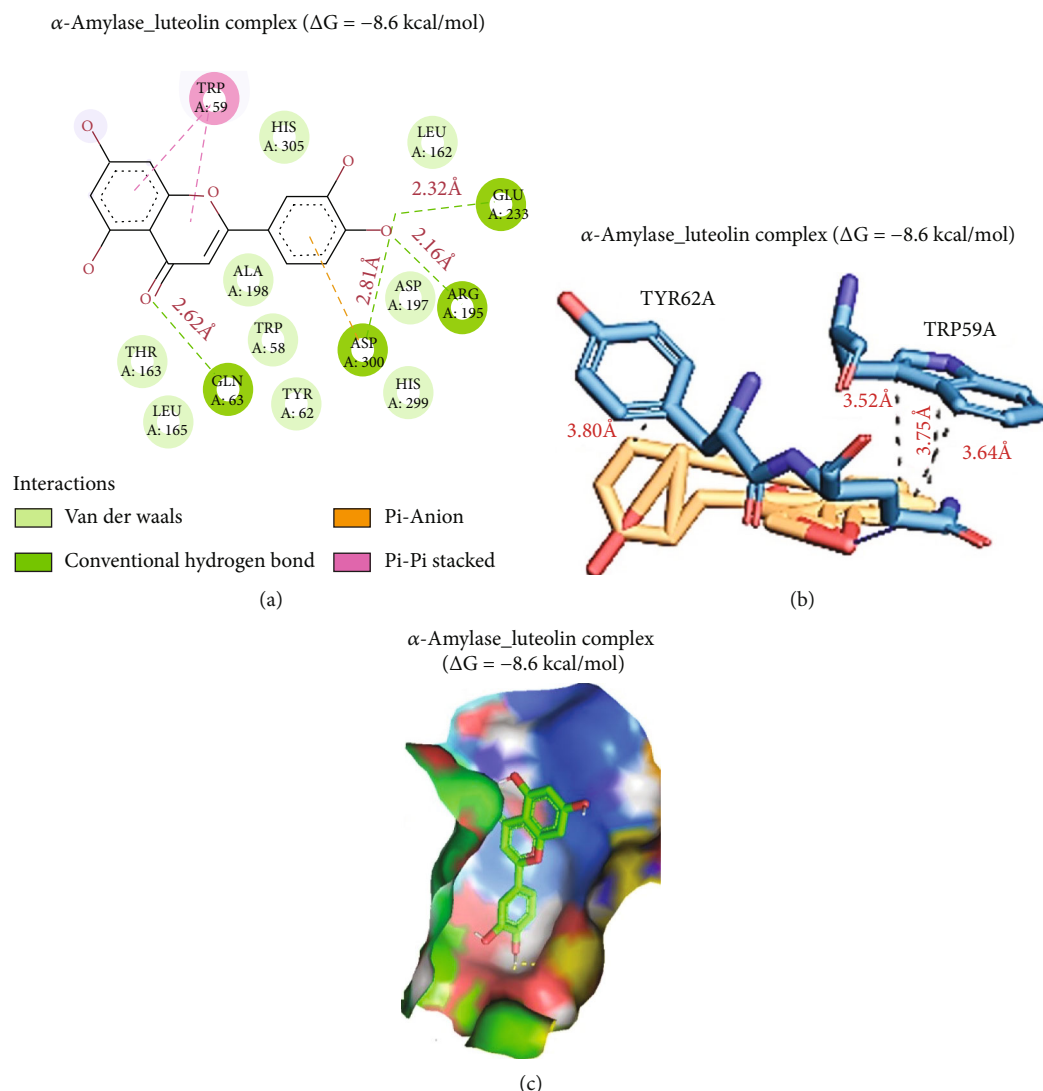 α-Amylase_luteolin complex (ΔG = −8.6 kcal/mol)
TRP
A: 59
O
HIS
A: 305
LEU
A: 162
O
O
2.32Å
GLU
A: 233
O
2.16Å
O
ALA
A: 198
2.81Å
ASP
A: 197
ARG
A: 195
O
2.62Å
TRP
A: 58
ASP
A: 300
THR
A: 163
GLN
A: 63
TYR
A: 62
HIS
A: 299
LEU
A: 165
Interactions
Van der waals
Pi-Anion
Conventional hydrogen bond
Pi-Pi stacked
(a)
α-Amylase_luteolin complex (ΔG = −8.6 kcal/mol)
TYR62A
TRP59A
3.52Å
3.80Å
3.75Å
3.64Å
(b)
α-Amylase_luteolin complex
(ΔG = −8.6 kcal/mol)
(c)